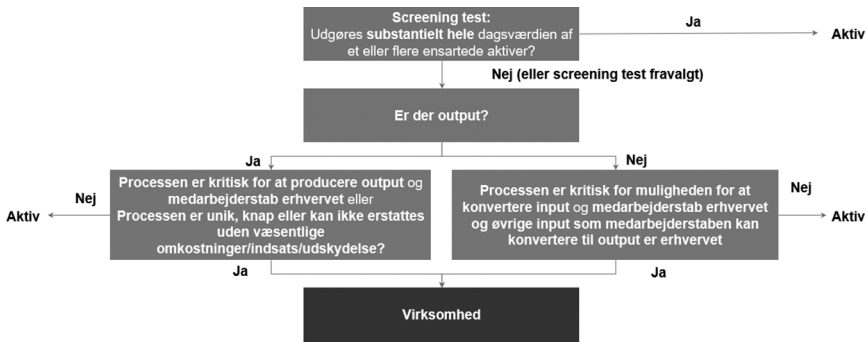 Screening test:
Udgøres substantielt hele dagsværdien af
et eller flere ensartede aktiver?
Ja
Aktiv
Nej (eller screening test fravalgt)
Er der output?
Ja
Nej
Nej
Aktiv
Processen er kritisk for at producere output og
medarbejderstab erhvervet eller
Processen er unik, knap eller kan ikke erstattes
uden væsentlige
omkostninger/indsats/udskydelse?
Processen er kritisk for muligheden for at
konvertere input og medarbejderstab erhvervet
og øvrige input som medarbejderstaben kan
konvertere til output er erhvervet
Nej
Aktiv
Ja
Ja
Virksomhed